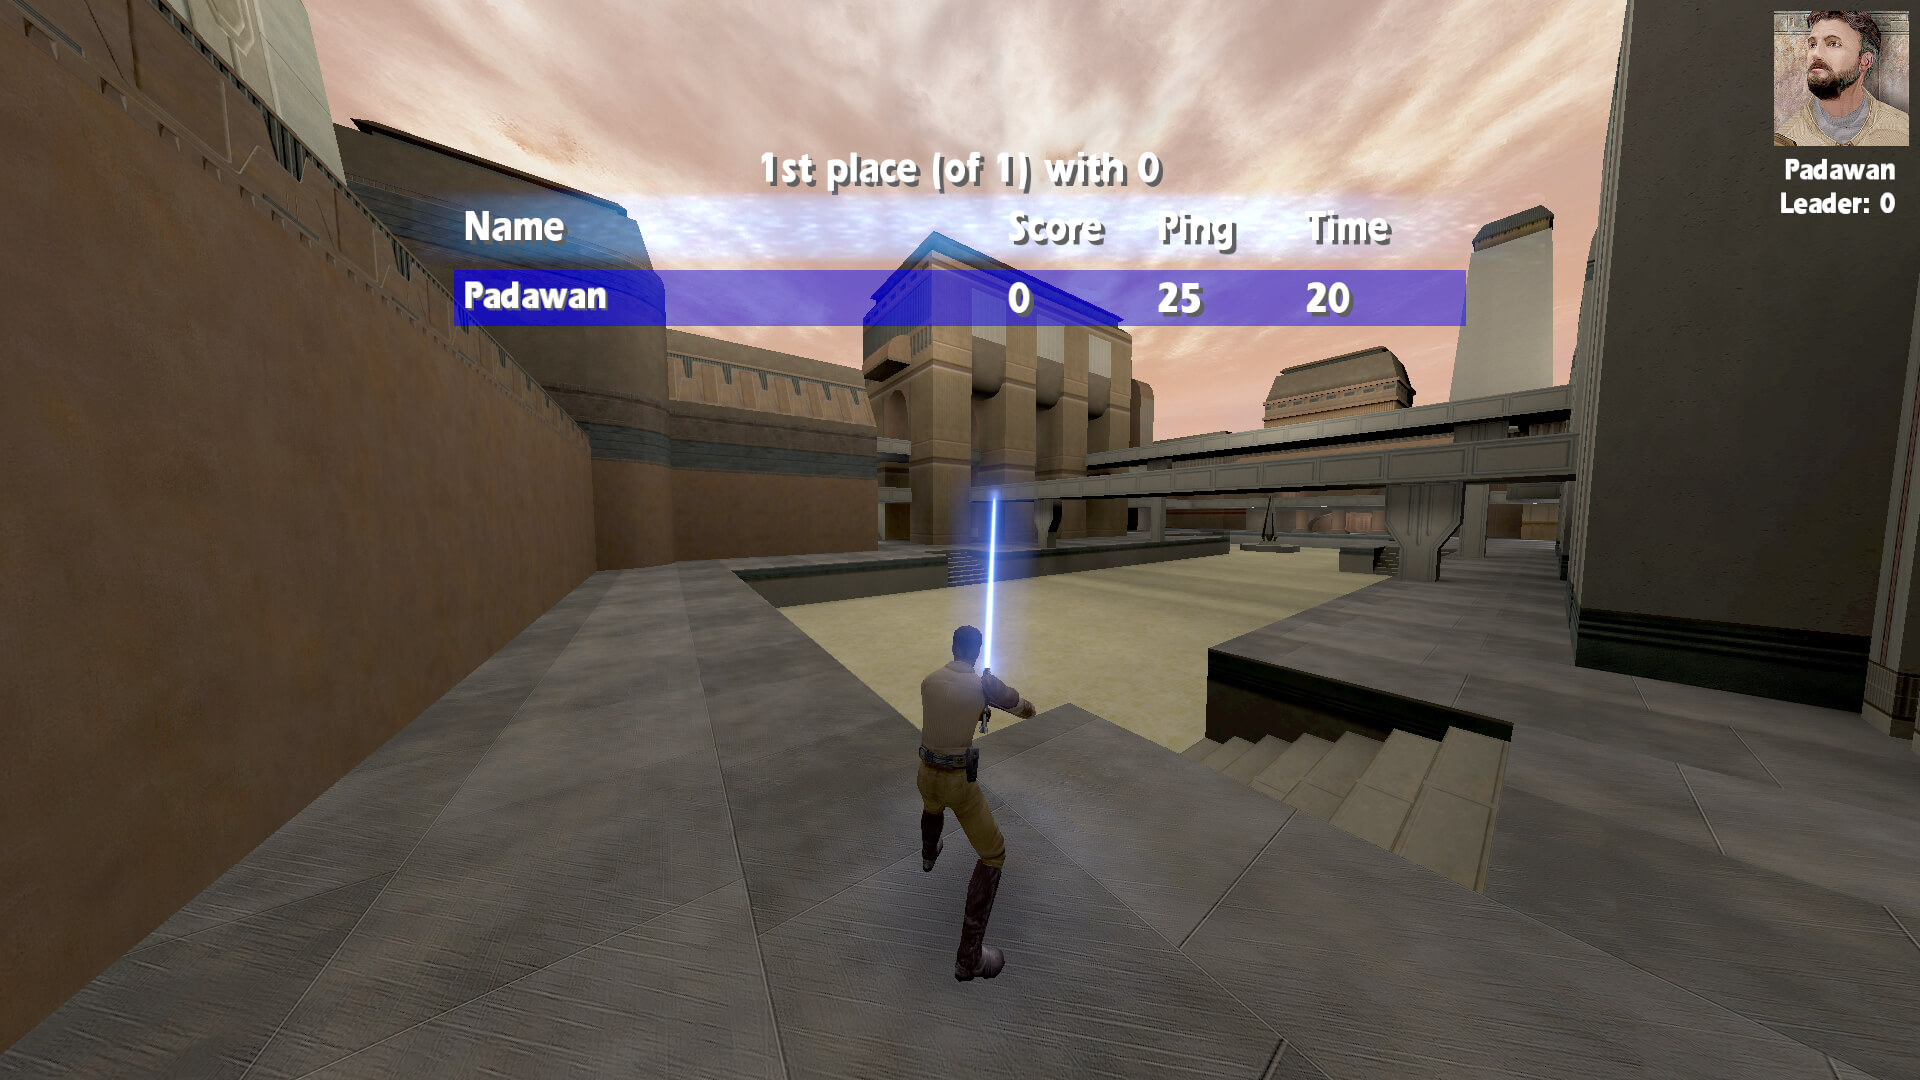 1st place (of 1) with 0
Name Score Ping Time
Padawan 0 25 20
Padawan
Leader: 0